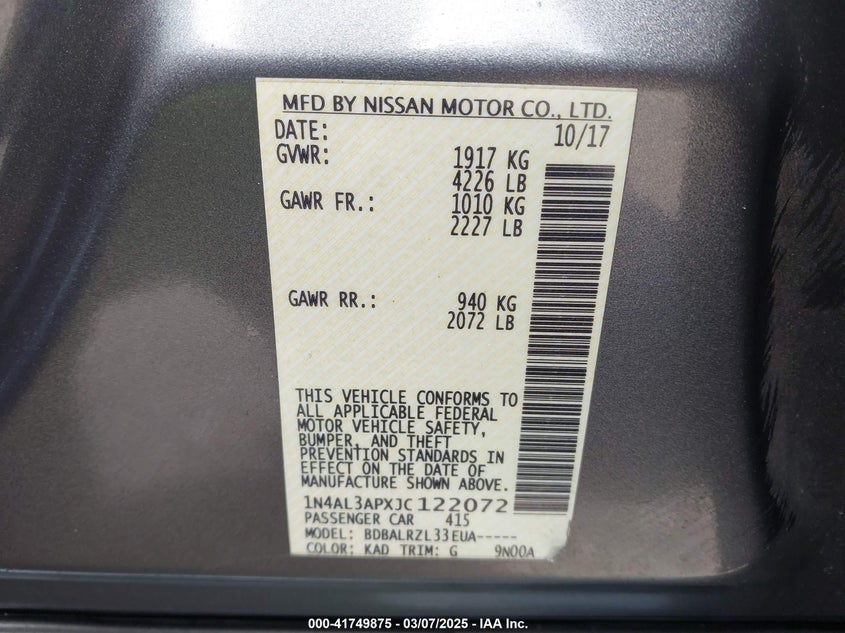 MFD BY NISSAN MOTOR CO., LTD.
DATE: 10/17
GVWR: 1917 KG
4226 LB
GAWR FR.: 1010 KG
2227 LB
GAWR RR.: 940 KG
2072 LB
THIS VEHICLE CONFORMS TO
ALL APPLICABLE FEDERAL
MOTOR VEHICLE SAFETY,
BUMPER, AND THEFT
PREVENTION STANDARDS IN
EFFECT ON THE DATE OF
MANUFACTURE SHOWN ABOVE.
1N4AL3APXJC122072
PASSENGER CAR 415
MODEL: BDBALRZL33EUA-----
COLOR: KAD TRIM: G 9N00A
000-41749875 - 03/07/2025 - IAA Inc.